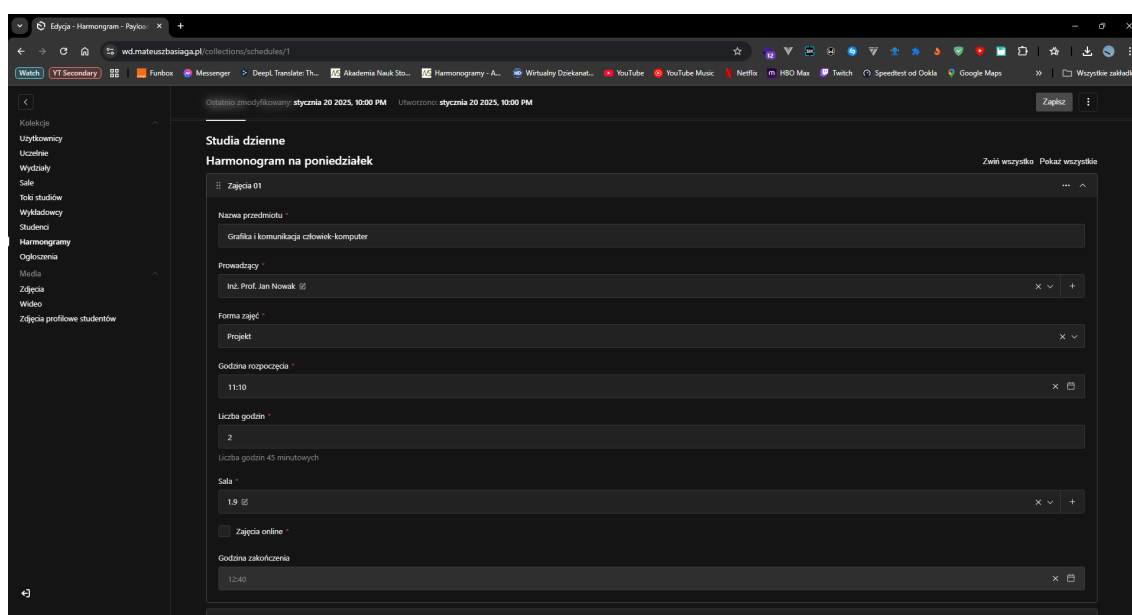 Edycja - Harmongram - Payloa
wd.mateuszbasiaga.pl/collections/schedules/1
12
Watch YT Secondary Funbox Messenger DeepL Translate: Th... Akademia Nauk Sto... Harmonogramy - A... Wirtualny Dziekanat... YouTube YouTube Music Netflix HBO Max Twitch Speedtest od Ookla Google Maps » Wszystkie zakładk
Ostatnio zmodyfikowany: stycznia 20 2025, 10:00 PM Utworzono: stycznia 20 2025, 10:00 PM Zapisz
Kolekcje
Użytkownicy
Uczelnie
Wydziały
Sale
Toki studiów
Wykładowcy
Studenci
Harmongramy
Ogłoszenia
Media
Zdjęcia
Wideo
Zdjęcia profilowe studentów
Studia dzienne
Harmonogram na poniedziałek
Zwiń wszystko Pokaż wszystkie
Zajęcia 01
Nazwa przedmiotu *
Grafika i komunikacja człowiek-komputer
Prowadzący *
Inż. Prof. Jan Nowak
Forma zajęć *
Projekt
Godzina rozpoczęcia *
11:10
Liczba godzin *
2
Liczba godzin 45 minutowych
Sala *
1.9
Zajęcia online *
Godzina zakończenia
12:40